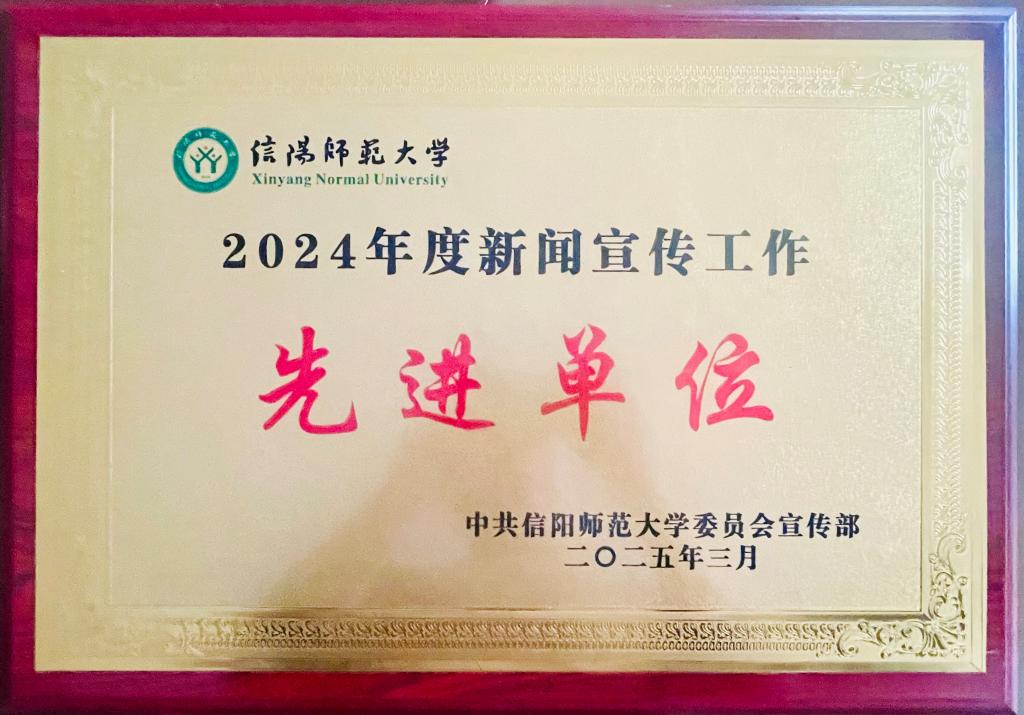 信陽師範大学
Xinyang Normal University
2024年度新闻宣传工作
先进单位
中共信阳师范大学委员会宣传部
二〇二五年三月